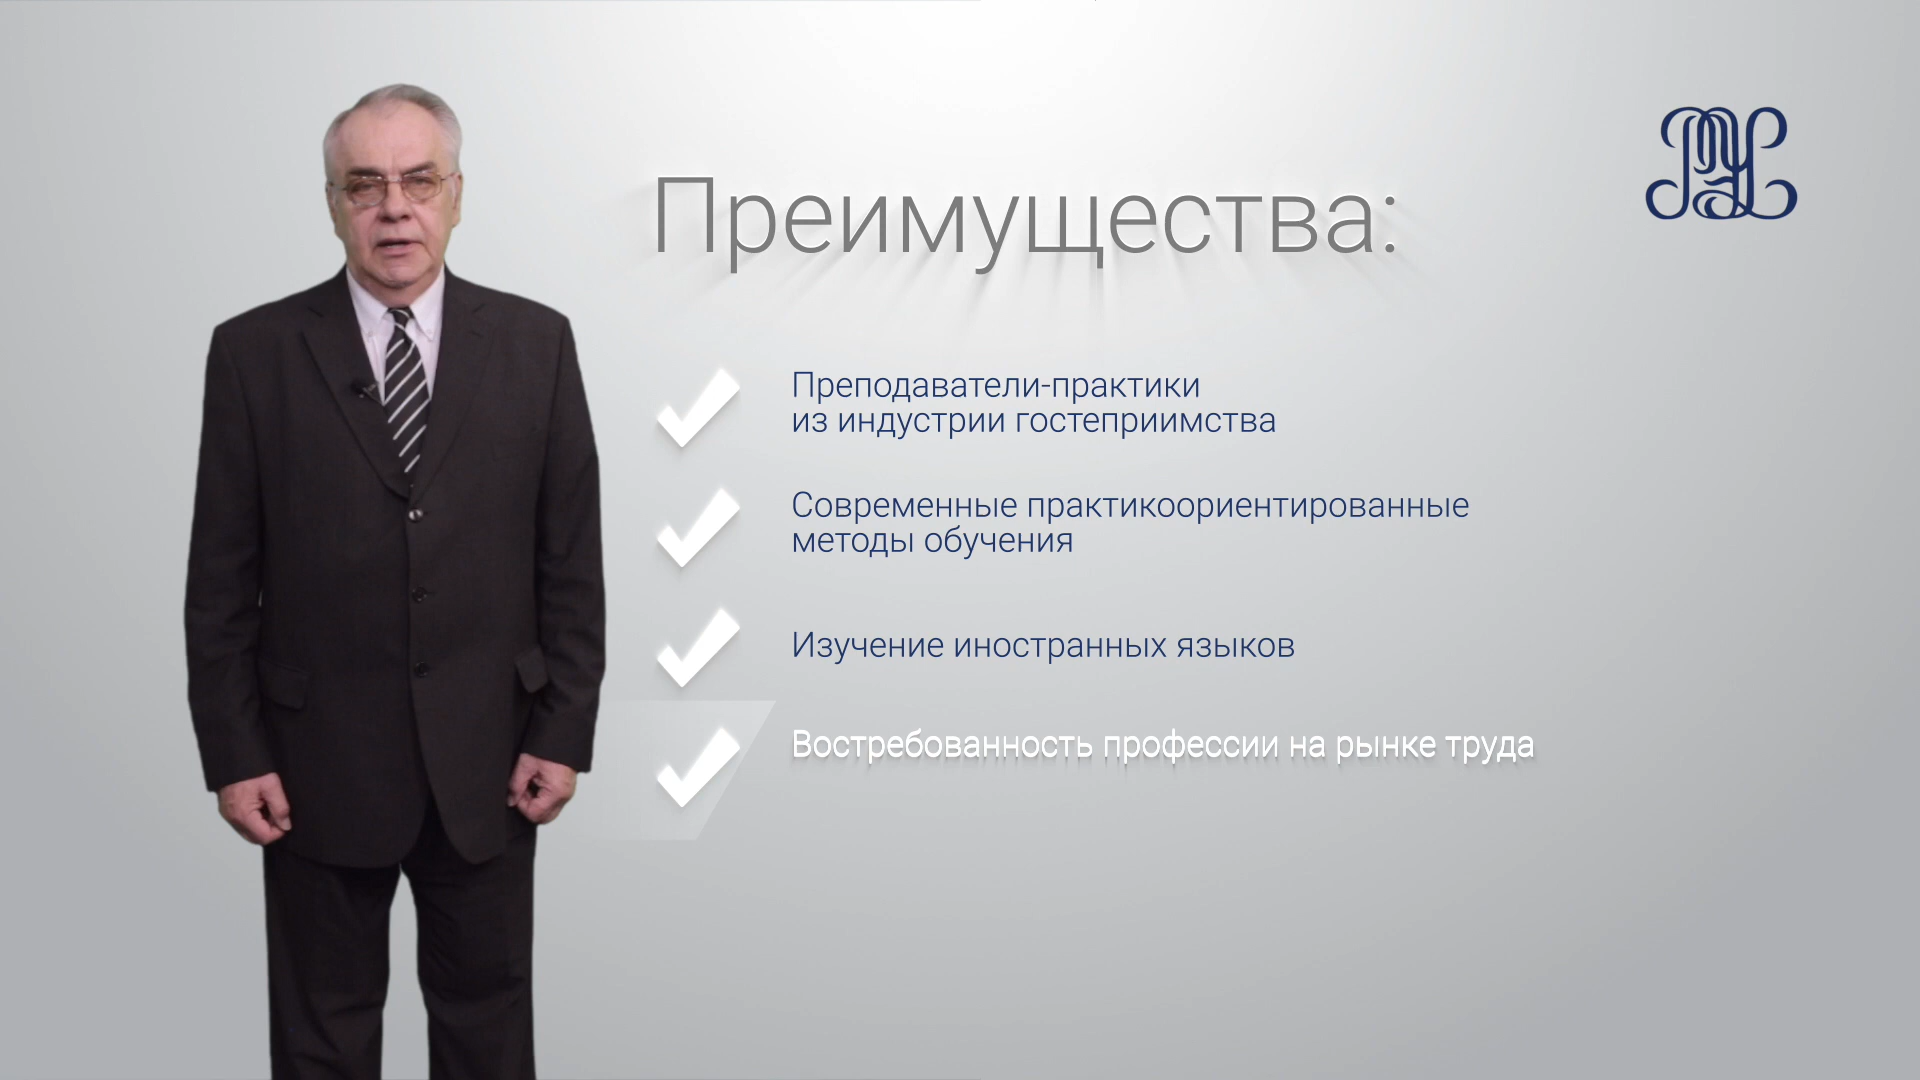 Преимущества:
Преподаватели-практики
из индустрии гостеприимства
Современные практикоориентированные
методы обучения
Изучение иностранных языков
Востребованность профессии на рынке труда